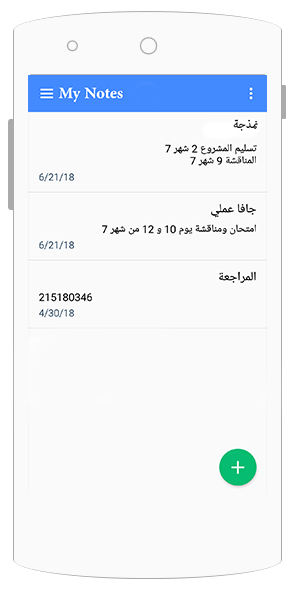 My Notes
نمذجة
تسليم المشروع 2 شهر 7
المناقشة 9 شهر 7
6/21/18
جافا عملي
امتحان ومناقشة يوم 10 و 12 من شهر 7
6/21/18
المراجعة
215180346
4/30/18